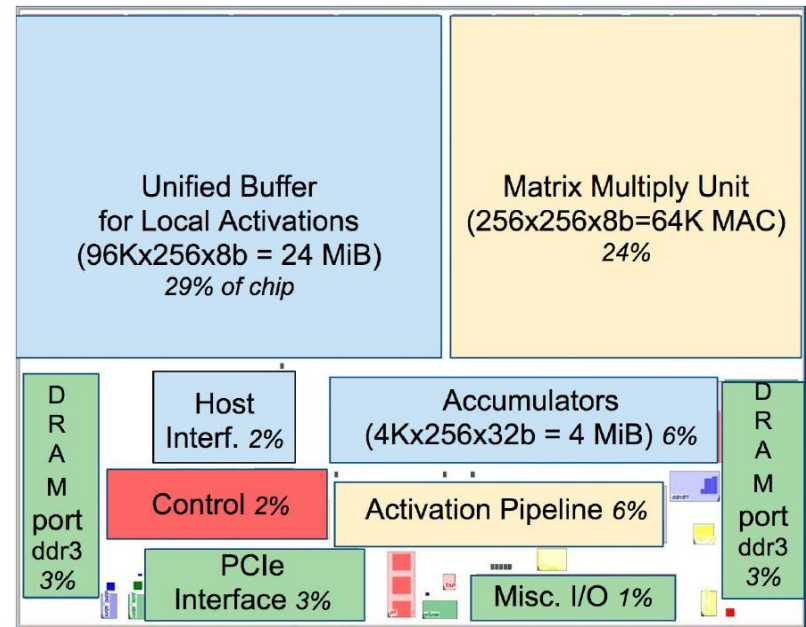 Unified Buffer
for Local Activations
(96Kx256x8b = 24 MiB)
29% of chip
Matrix Multiply Unit
(256x256x8b=64K MAC)
24%
D
R
A
M
port
ddr3
3%
Host
Interf. 2%
Accumulators
(4Kx256x32b = 4 MiB) 6%
D
R
A
M
port
ddr3
3%
Control 2%
Activation Pipeline 6%
PCIe
Interface 3%
Misc. I/O 1%